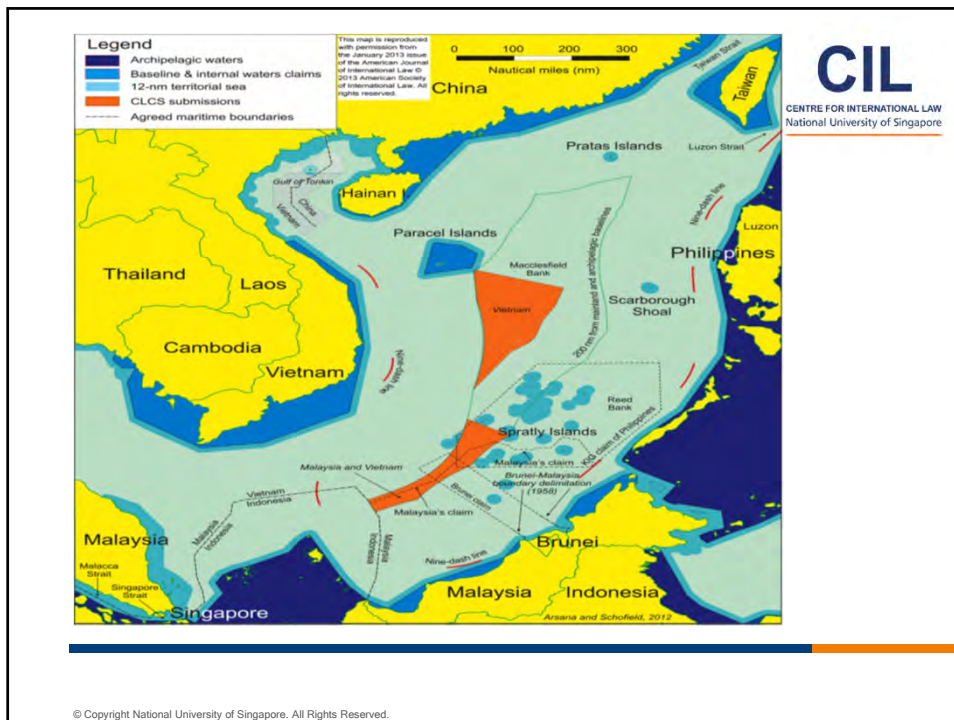 Legend
Archipelagic waters
Baseline & internal waters claims
12-nm territorial sea
CLCS submissions
Agreed maritime boundaries
This map is reproduced
with permission from
the January 2013 issue
of the American Journal
of International Law ©
2013 American Society
of International Law. All
rights reserved.
0 100 200 300
Nautical miles (nm)
CIL
CENTRE FOR INTERNATIONAL LAW
National University of Singapore
China
Taiwan Strait
Taiwan
Luzon Strait
Pratas Islands
Gulf of Tonkin
Hainan I
China
Vietnam
Nine-dash line
Luzon
Paracel Islands
Philippines
Macclesfield
Bank
Thailand
Laos
Vietnam
200 nm from mainland and archipelagic baselines
Scarborough
Shoal
Cambodia
Vietnam
Nine-dash line
Reed
Bank
Spratly Islands
KIG claim of Philippines
Malaysia's claim
Malaysia and Vietnam
Brunei-Malaysia
boundary delimitation
(1958)
Brunei claim
Vietnam
Indonesia
Malaysia's claim
Malaysia
Indonesia
Malaysia
Indonesia
Malaysia
Brunei
Nine-dash line
Malacca
Strait
Singapore
Strait
Malaysia
Indonesia
Singapore
Arsana and Schofield, 2012
© Copyright National University of Singapore. All Rights Reserved.